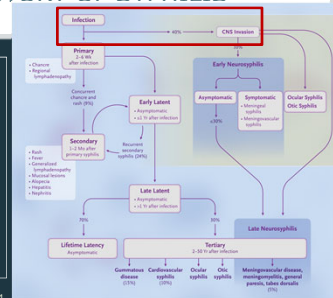 Infection
40%
CNS Invasion
Primary
2–6 Wk
after infection
• Chancre
• Regional
lymphadenopathy
Concurrent
chancre and
rash (9%)
Early Latent
• Asymptomatic
• <1 Yr after infection
Early Neurosyphilis
Asymptomatic
Symptomatic
• Meningeal
syphilis
• Meningovascular
syphilis
Ocular Syphilis
Otic Syphilis
Secondary
1–2 Mo after
primary syphilis
Recurrent
secondary
syphilis (24%)
• Rash
• Fever
• Generalized
lymphadenopathy
• Mucosal lesions
• Alopecia
• Hepatitis
• Nephritis
Late Latent
• Asymptomatic
• >1 Yr after infection
70%
30%
Lifetime Latency
Asymptomatic
Tertiary
2–30 Yr after infection
Late Neurosyphilis
Gummatous
disease
(15%)
Cardiovascular
syphilis
(10%)
Ocular
syphilis
Otic
syphilis
Meningovascular disease,
meningomyelitis, general
paresis, tabes dorsalis
(5%)